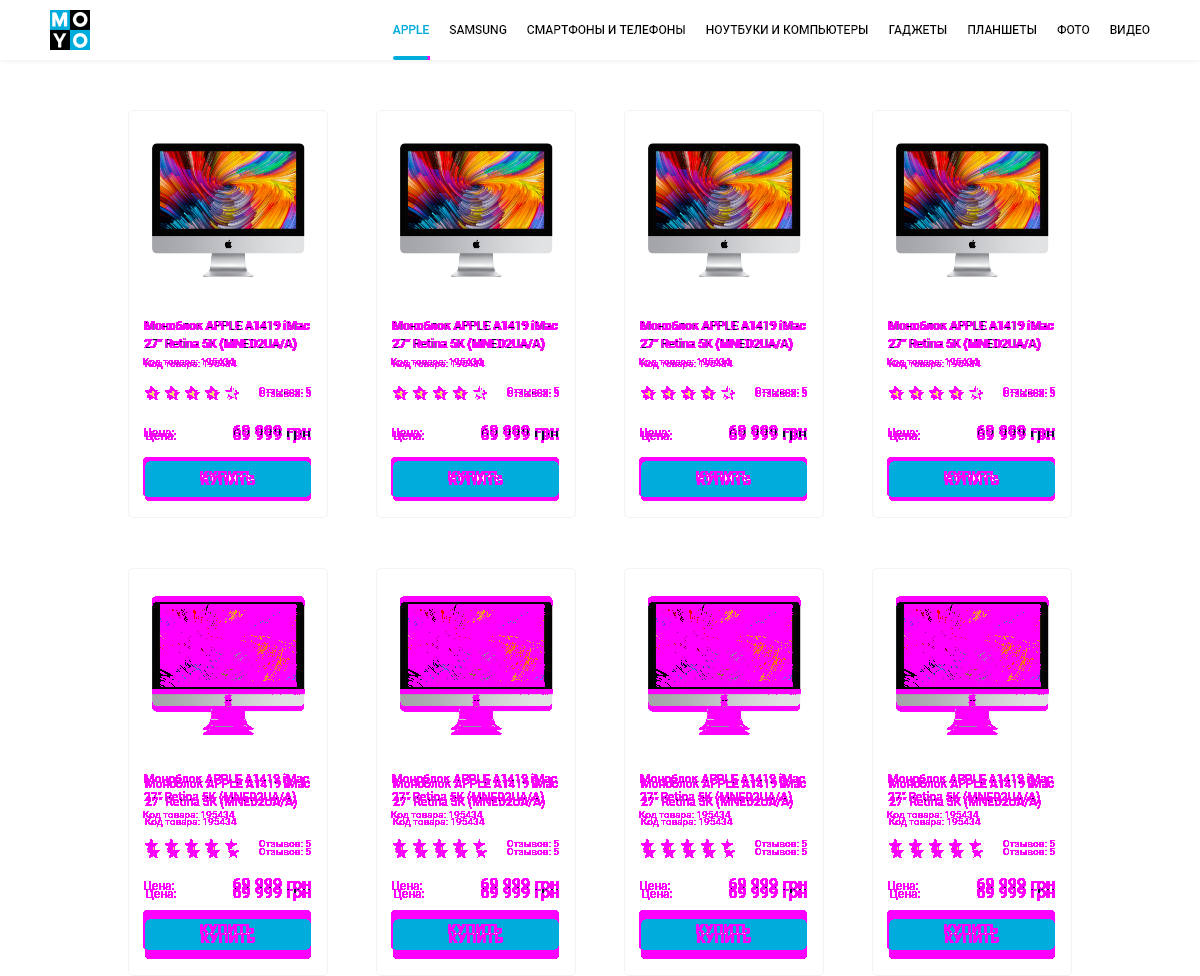 MOYO
APPLE SAMSUNG СМАРТФОНЫ И ТЕЛЕФОНЫ НОУТБУКИ И КОМПЬЮТЕРЫ ГАДЖЕТЫ ПЛАНШЕТЫ ФОТО ВИДЕО
Моноблок APPLE A1419 iMac Моноблок APPLE A1419 iMac Моноблок APPLE A1419 iMac Моноблок APPLE A1419 iMac
27" Retina 5K (MNED2UA/A) 27" Retina 5K (MNED2UA/A) 27" Retina 5K (MNED2UA/A) 27" Retina 5K (MNED2UA/A)
Код товара: 195434 Код товара: 195434 Код товара: 195434 Код товара: 195434
Отзывов: 5 Отзывов: 5 Отзывов: 5 Отзывов: 5
Цена: 69 999 грн Цена: 69 999 грн Цена: 69 999 грн Цена: 69 999 грн
КУПИТЬ КУПИТЬ КУПИТЬ КУПИТЬ
Моноблок APPLE A1419 iMac Моноблок APPLE A1419 iMac Моноблок APPLE A1419 iMac Моноблок APPLE A1419 iMac
27" Retina 5K (MNED2UA/A) 27" Retina 5K (MNED2UA/A) 27" Retina 5K (MNED2UA/A) 27" Retina 5K (MNED2UA/A)
Код товара: 195434 Код товара: 195434 Код товара: 195434 Код товара: 195434
Отзывов: 5 Отзывов: 5 Отзывов: 5 Отзывов: 5
Цена: 69 999 грн Цена: 69 999 грн Цена: 69 999 грн Цена: 69 999 грн
КУПИТЬ КУПИТЬ КУПИТЬ КУПИТЬ